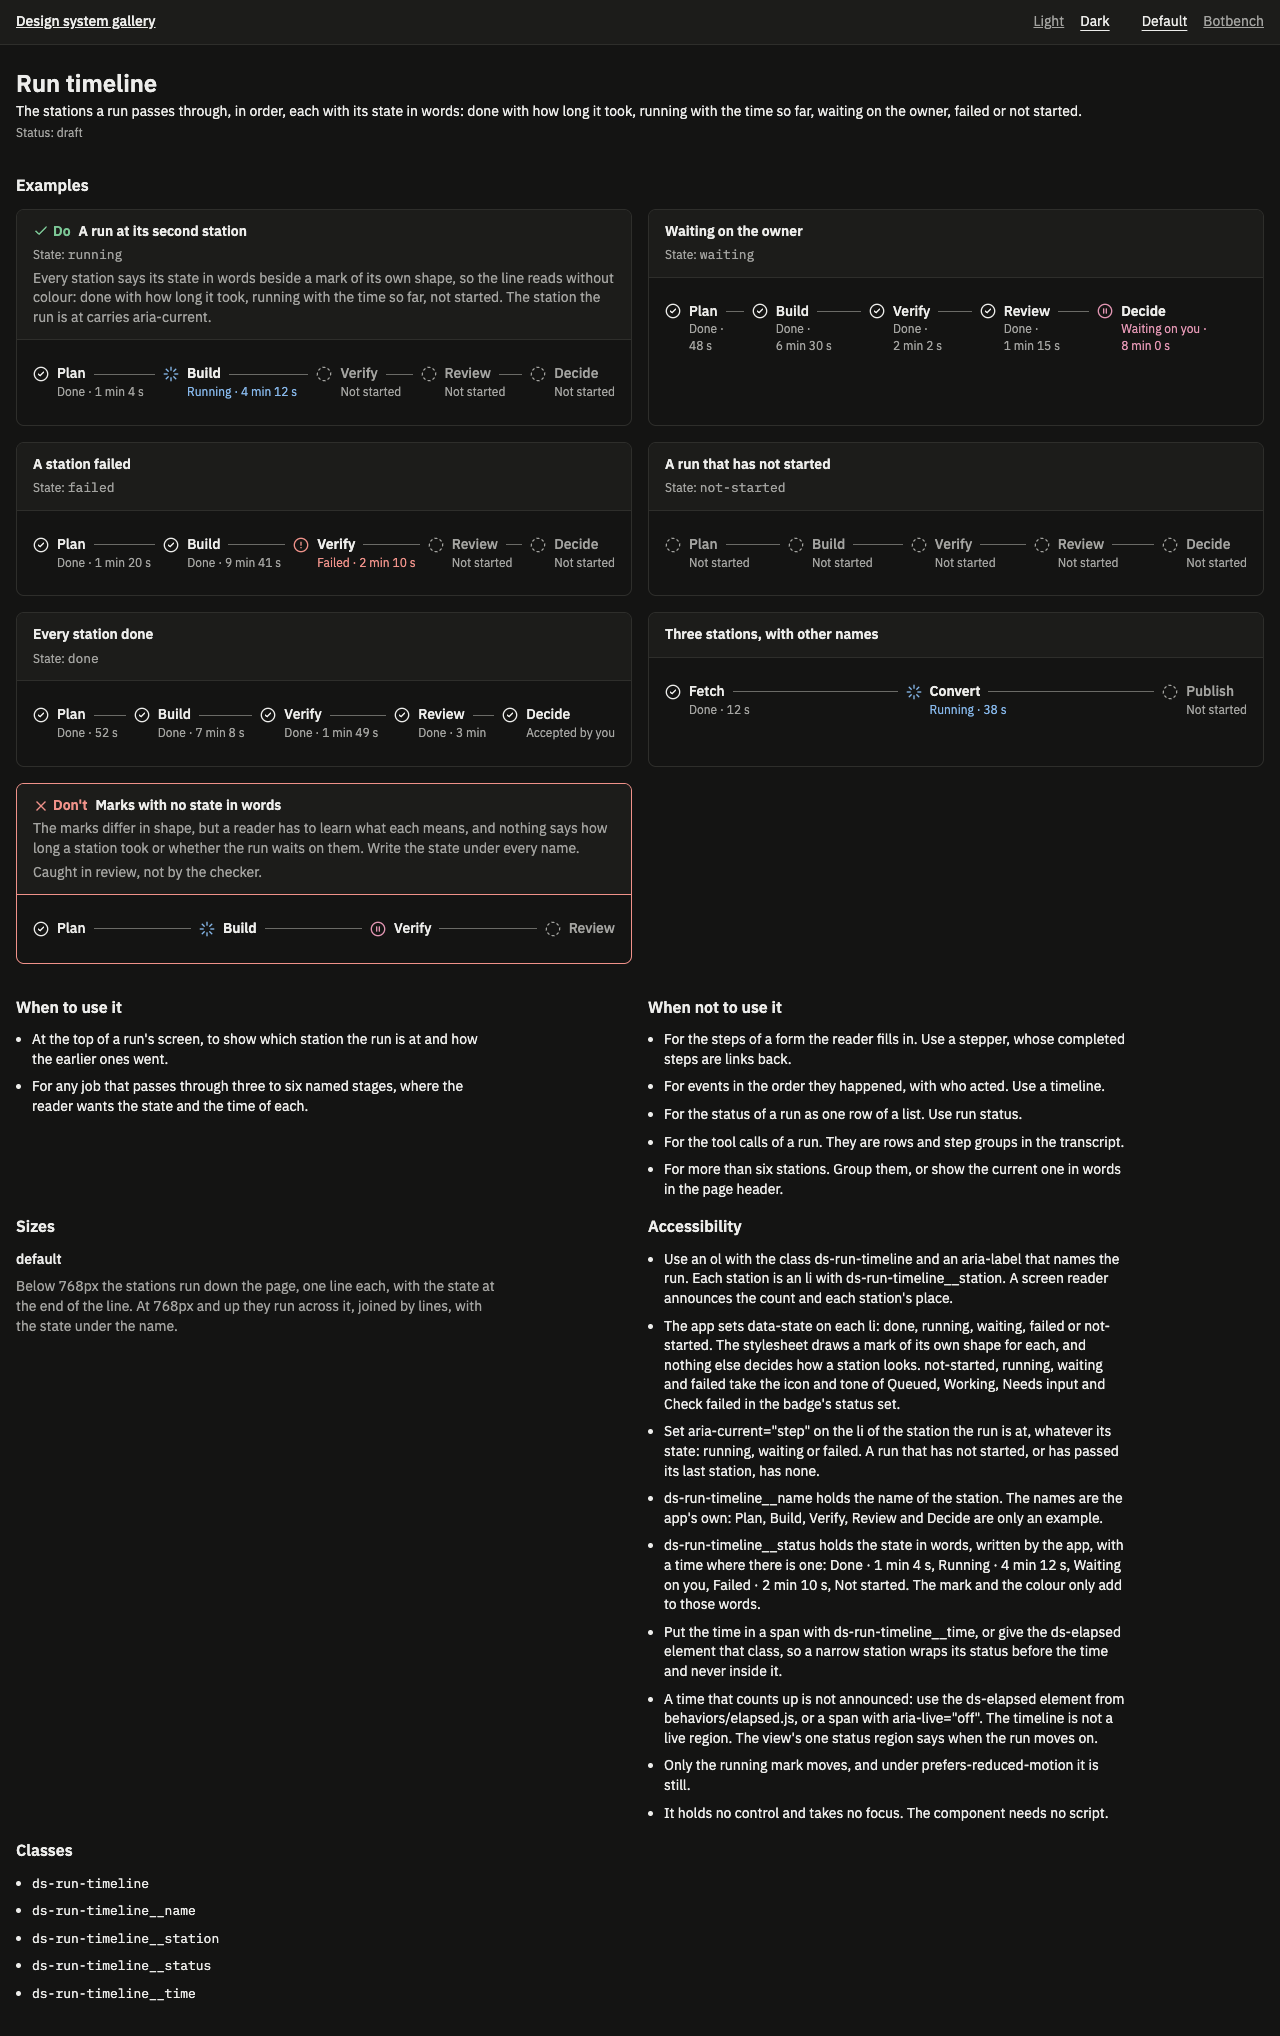 Design system gallery
Light Dark Default Botbench
Run timeline
The stations a run passes through, in order, each with its state in words: done with how long it took, running with the time so far, waiting on the owner, failed or not started.
Status: draft
Examples
Do A run at its second station
State: running
Every station says its state in words beside a mark of its own shape, so the line reads without
colour: done with how long it took, running with the time so far, not started. The station the
run is at carries aria-current.
Plan Build Verify Review Decide
Done · 1 min 4 s Running · 4 min 12 s Not started Not started Not started
Waiting on the owner
State: waiting
Plan Build Verify Review Decide
Done · Done · Done · Done · Waiting on you ·
48 s 6 min 30 s 2 min 2 s 1 min 15 s 8 min 0 s
A station failed
State: failed
Plan Build Verify Review Decide
Done · 1 min 20 s Done · 9 min 41 s Failed · 2 min 10 s Not started Not started
A run that has not started
State: not-started
Plan Build Verify Review Decide
Not started Not started Not started Not started Not started
Every station done
State: done
Plan Build Verify Review Decide
Done · 52 s Done · 7 min 8 s Done · 1 min 49 s Done · 3 min Accepted by you
Three stations, with other names
Fetch Convert Publish
Done · 12 s Running · 38 s Not started
Don't Marks with no state in words
The marks differ in shape, but a reader has to learn what each means, and nothing says how
long a station took or whether the run waits on them. Write the state under every name.
Caught in review, not by the checker.
Plan Build Verify Review
When to use it
At the top of a run's screen, to show which station the run is at and how
the earlier ones went.
For any job that passes through three to six named stages, where the
reader wants the state and the time of each.
When not to use it
For the steps of a form the reader fills in. Use a stepper, whose completed
steps are links back.
For events in the order they happened, with who acted. Use a timeline.
For the status of a run as one row of a list. Use run status.
For the tool calls of a run. They are rows and step groups in the transcript.
For more than six stations. Group them, or show the current one in words
in the page header.
Sizes
default
Below 768px the stations run down the page, one line each, with the state at
the end of the line. At 768px and up they run across it, joined by lines, with
the state under the name.
Accessibility
Use an ol with the class ds-run-timeline and an aria-label that names the
run. Each station is an li with ds-run-timeline__station. A screen reader
announces the count and each station's place.
The app sets data-state on each li: done, running, waiting, failed or not-
started. The stylesheet draws a mark of its own shape for each, and
nothing else decides how a station looks. not-started, running, waiting
and failed take the icon and tone of Queued, Working, Needs input and
Check failed in the badge's status set.
Set aria-current="step" on the li of the station the run is at, whatever its
state: running, waiting or failed. A run that has not started, or has passed
its last station, has none.
ds-run-timeline__name holds the name of the station. The names are the
app's own: Plan, Build, Verify, Review and Decide are only an example.
ds-run-timeline__status holds the state in words, written by the app, with
a time where there is one: Done · 1 min 4 s, Running · 4 min 12 s, Waiting
on you, Failed · 2 min 10 s, Not started. The mark and the colour only add
to those words.
Put the time in a span with ds-run-timeline__time, or give the ds-elapsed
element that class, so a narrow station wraps its status before the time
and never inside it.
A time that counts up is not announced: use the ds-elapsed element from
behaviors/elapsed.js, or a span with aria-live="off". The timeline is not a
live region. The view's one status region says when the run moves on.
Only the running mark moves, and under prefers-reduced-motion it is
still.
It holds no control and takes no focus. The component needs no script.
Classes
ds-run-timeline
ds-run-timeline__name
ds-run-timeline__station
ds-run-timeline__status
ds-run-timeline__time